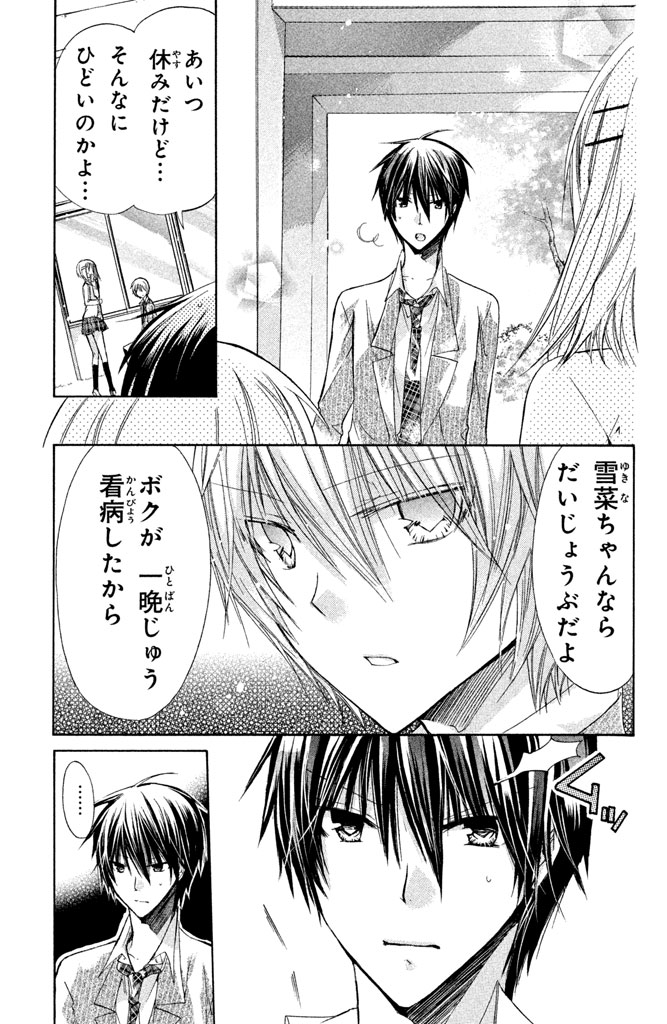 あいつ
休みだけど…
そんなに
ひどいのかよ…
雪菜ちゃんなら
だいじょうぶだよ
ボクが 一晩じゅう
看病したから
ムッ
……